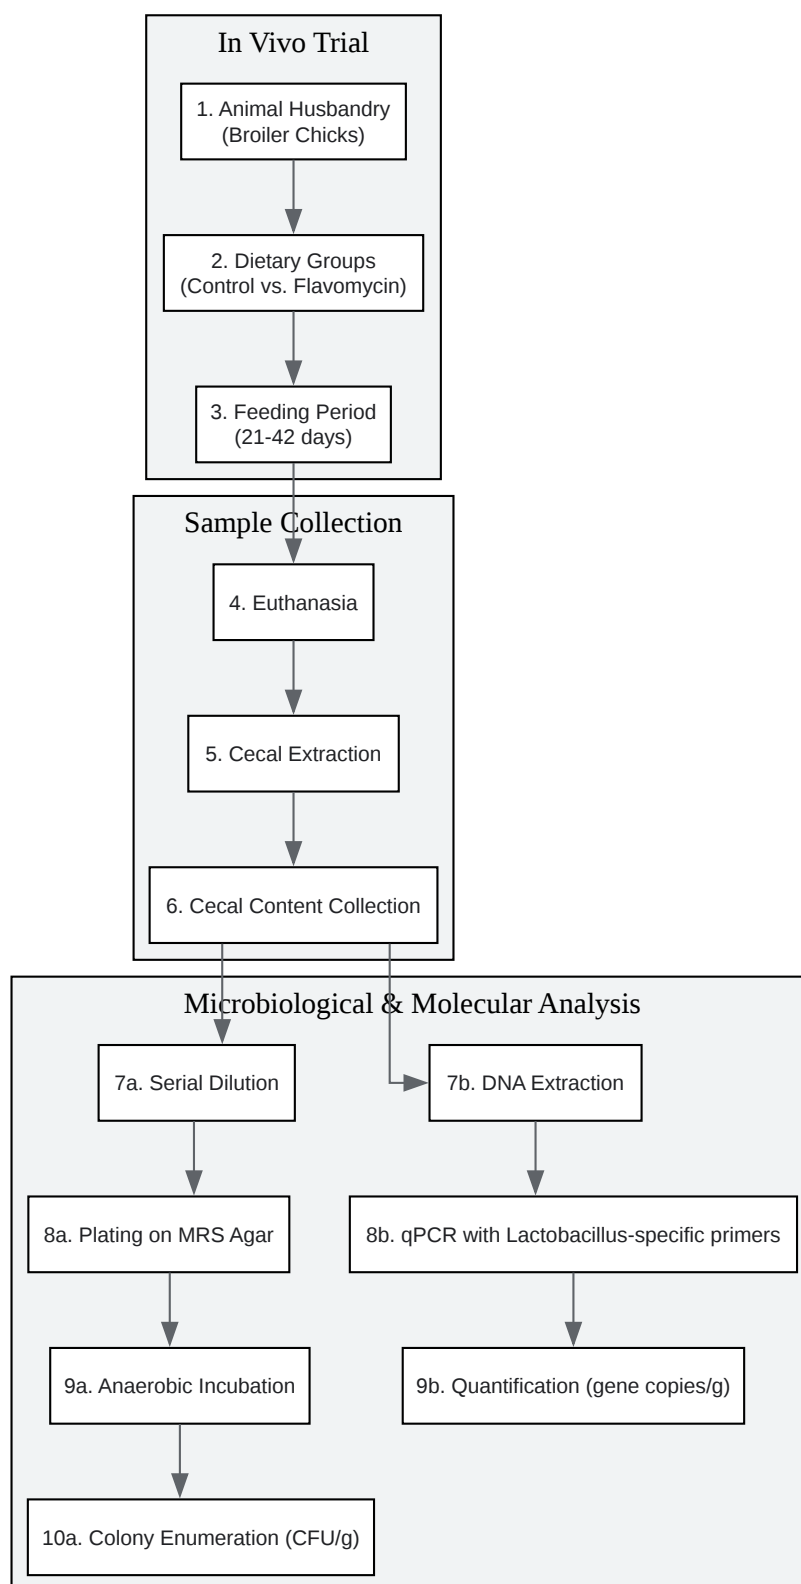 In Vivo Trial
1. Animal Husbandry
(Broiler Chicks)
2. Dietary Groups
(Control vs. Flavomycin)
3. Feeding Period
(21-42 days)
Sample Collection
4. Euthanasia
5. Cecal Extraction
6. Cecal Content Collection
Microbiological & Molecular Analysis
7a. Serial Dilution
7b. DNA Extraction
8a. Plating on MRS Agar
8b. qPCR with Lactobacillus-specific primers
9a. Anaerobic Incubation
9b. Quantification (gene copies/g)
10a. Colony Enumeration (CFU/g)